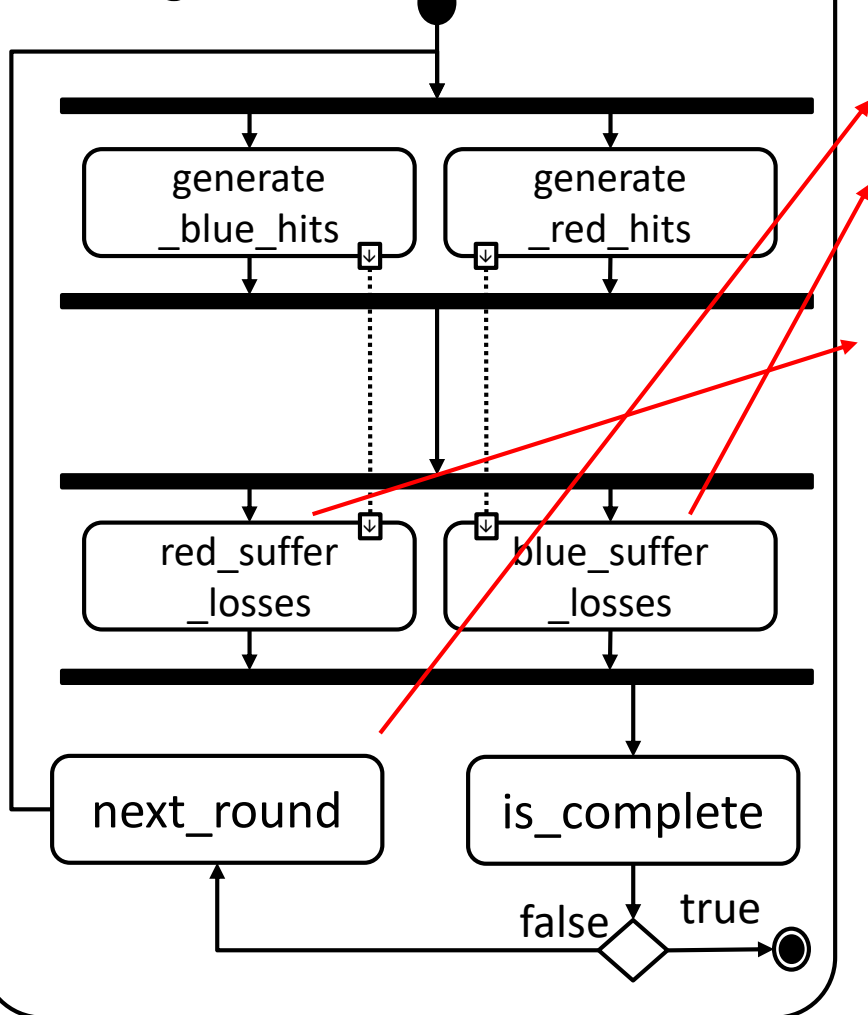 generate
_blue_hits
generate
_red_hits
red_suffer
_losses
blue_suffer
_losses
next_round
is_complete
false
true